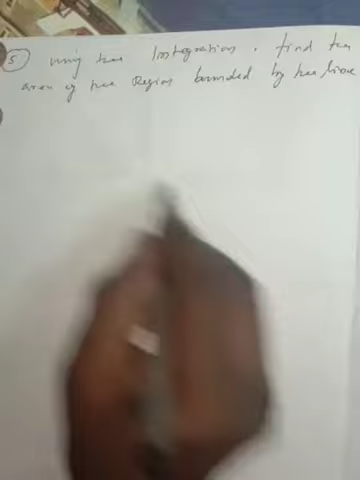 (5) using the Integration, find the
area of the Region bounded by the line